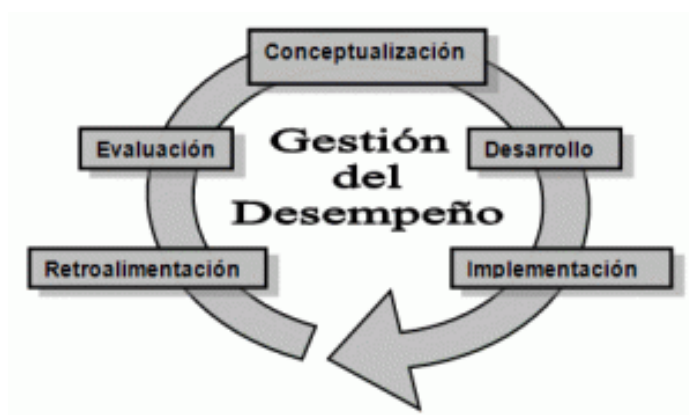 Conceptualización
Evaluación
Gestión
del
Desempeño
Desarrollo
Retroalimentación
Implementación